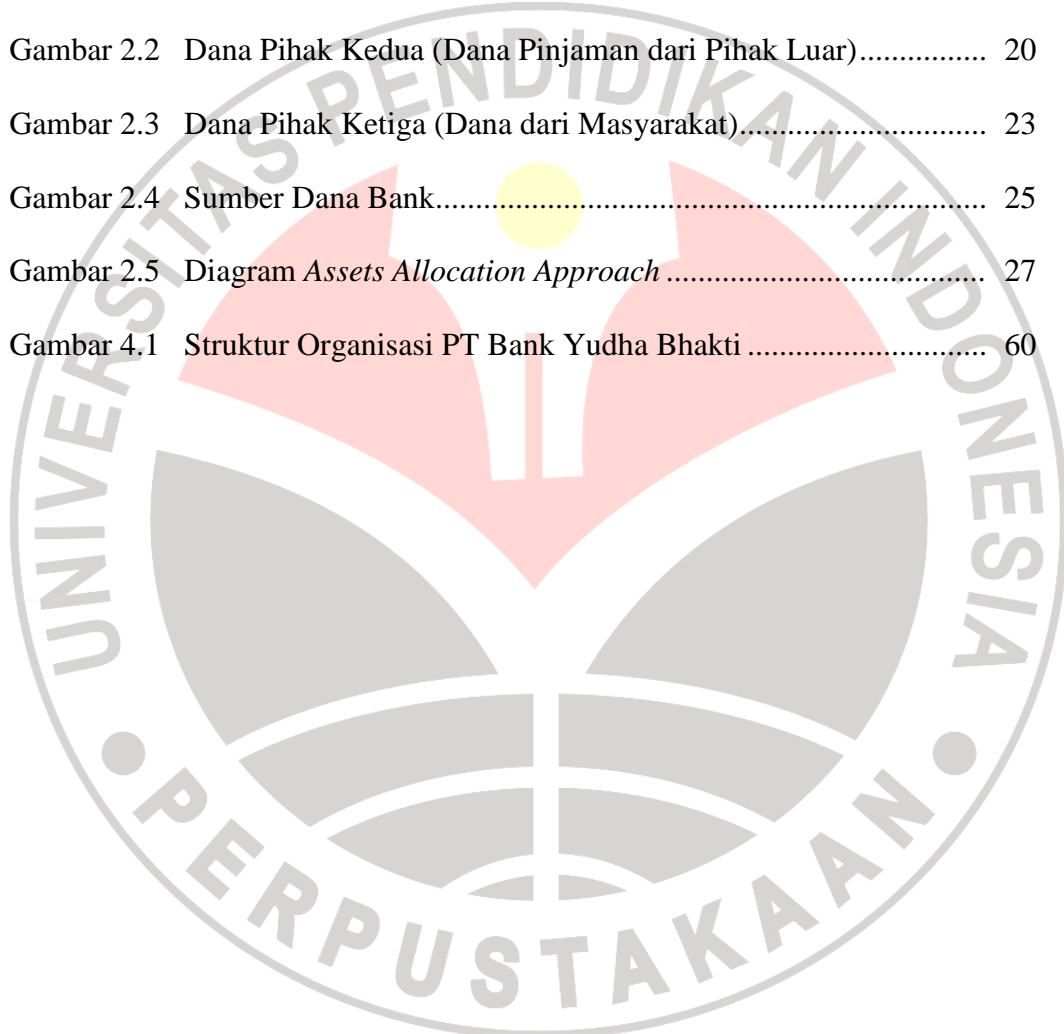 Gambar 2.2 Dana Pihak Kedua (Dana Pinjaman dari Pihak Luar)................ 20
Gambar 2.3 Dana Pihak Ketiga (Dana dari Masyarakat)............................... 23
Gambar 2.4 Sumber Dana Bank...................................................................... 25
Gambar 2.5 Diagram Assets Allocation Approach ........................................ 27
Gambar 4.1 Struktur Organisasi PT Bank Yudha Bhakti .............................. 60
UNIVERSITAS PENDIDIKAN INDONESIA
PERPUSTAKAAN